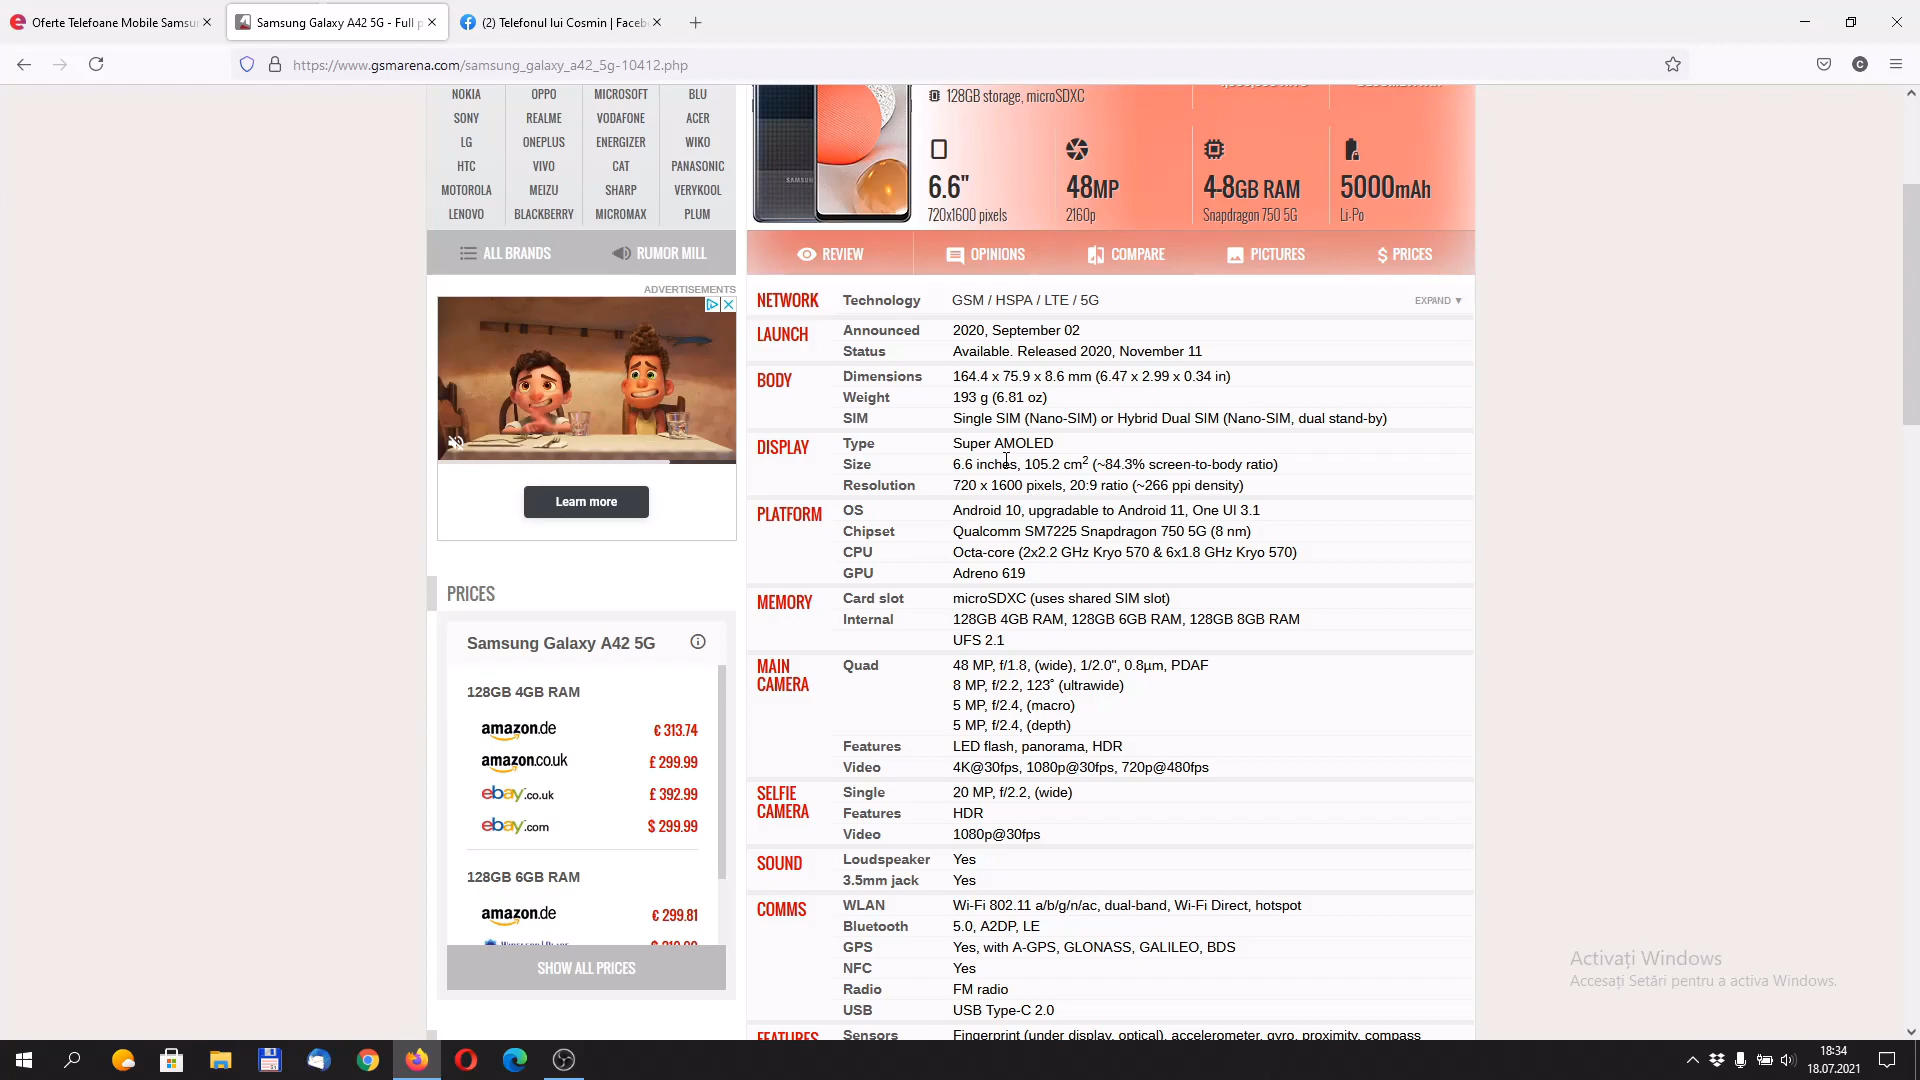 Oferte Telefoane Mobile Samsu
Samsung Galaxy A42 5G - Full p
(2) Telefonul lui Cosmin | Faceb
https://www.gsmarena.com/samsung_galaxy_a42_5g-10412.php
C
NOKIA OPPO MICROSOFT BLU
SONY REALME VODAFONE ACER
LG ONEPLUS ENERGIZER WIKO
HTC VIVO CAT PANASONIC
MOTOROLA MEIZU SHARP VERYKOOL
LENOVO BLACKBERRY MICROMAX PLUM
ALL BRANDS RUMOR MILL
ADVERTISEMENTS
Learn more
PRICES
Samsung Galaxy A42 5G
128GB 4GB RAM
amazon.de € 313.74
amazon.co.uk £ 299.99
ebay.co.uk £ 392.99
ebay.com $ 299.99
128GB 6GB RAM
amazon.de € 299.81
SHOW ALL PRICES
SAMSUNG
128GB storage, microSDXC
6.6" 48MP 4-8GB RAM 5000mAh
720x1600 pixels 2160p Snapdragon 750 5G Li-Po
REVIEW OPINIONS COMPARE PICTURES $ PRICES
NETWORK Technology GSM / HSPA / LTE / 5G EXPAND ▼
LAUNCH Announced 2020, September 02
Status Available. Released 2020, November 11
BODY Dimensions 164.4 x 75.9 x 8.6 mm (6.47 x 2.99 x 0.34 in)
Weight 193 g (6.81 oz)
SIM Single SIM (Nano-SIM) or Hybrid Dual SIM (Nano-SIM, dual stand-by)
DISPLAY Type Super AMOLED
Size 6.6 inches, 105.2 cm2 (~84.3% screen-to-body ratio)
Resolution 720 x 1600 pixels, 20:9 ratio (~266 ppi density)
PLATFORM OS Android 10, upgradable to Android 11, One UI 3.1
Chipset Qualcomm SM7225 Snapdragon 750 5G (8 nm)
CPU Octa-core (2x2.2 GHz Kryo 570 & 6x1.8 GHz Kryo 570)
GPU Adreno 619
MEMORY Card slot microSDXC (uses shared SIM slot)
Internal 128GB 4GB RAM, 128GB 6GB RAM, 128GB 8GB RAM
UFS 2.1
MAIN CAMERA Quad 48 MP, f/1.8, (wide), 1/2.0", 0.8µm, PDAF
8 MP, f/2.2, 123˚ (ultrawide)
5 MP, f/2.4, (macro)
5 MP, f/2.4, (depth)
Features LED flash, panorama, HDR
Video 4K@30fps, 1080p@30fps, 720p@480fps
SELFIE CAMERA Single 20 MP, f/2.2, (wide)
Features HDR
Video 1080p@30fps
SOUND Loudspeaker Yes
3.5mm jack Yes
COMMS WLAN Wi-Fi 802.11 a/b/g/n/ac, dual-band, Wi-Fi Direct, hotspot
Bluetooth 5.0, A2DP, LE
GPS Yes, with A-GPS, GLONASS, GALILEO, BDS
NFC Yes
Radio FM radio
USB USB Type-C 2.0
FEATURES Sensors Fingerprint (under display, optical), accelerometer, gyro, proximity, compass
Activați Windows
Accesați Setări pentru a activa Windows.
18:34
18.07.2021